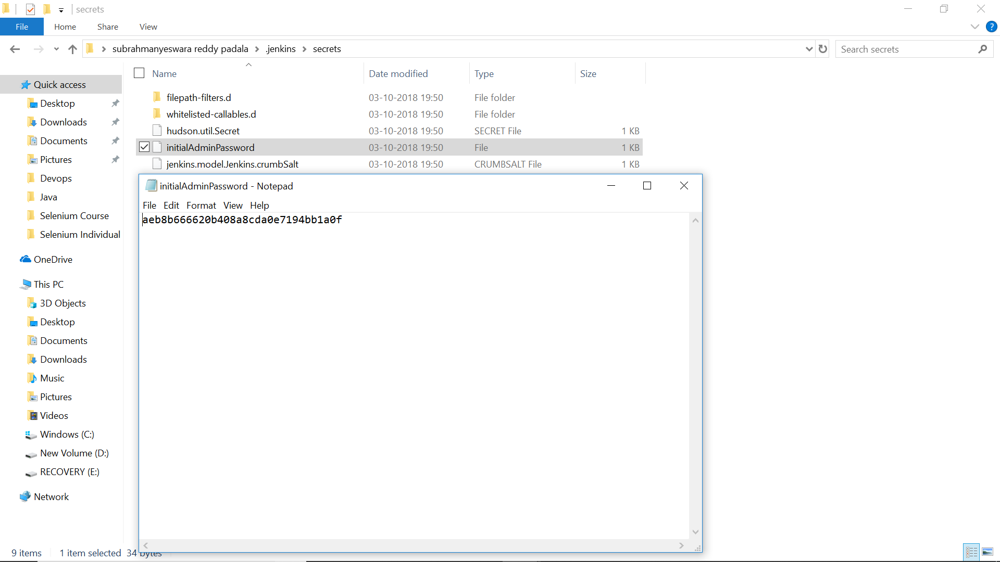 secrets
File Home Share View
subrahmanyeswara reddy padala .jenkins secrets
Search secrets
Name Date modified Type Size
filepath-filters.d 03-10-2018 19:50 File folder
whitelisted-callables.d 03-10-2018 19:50 File folder
hudson.util.Secret 03-10-2018 19:50 SECRET File 1 KB
initialAdminPassword 03-10-2018 19:50 File 1 KB
jenkins.model.Jenkins.crumbSalt 03-10-2018 19:50 CRUMBSALT File 1 KB
Quick access
Desktop
Downloads
Documents
Pictures
Devops
Java
Selenium Course
Selenium Individual
OneDrive
This PC
3D Objects
Desktop
Documents
Downloads
Music
Pictures
Videos
Windows (C:)
New Volume (D:)
RECOVERY (E:)
Network
initialAdminPassword - Notepad
File Edit Format View Help
aeb8b666620b408a8cda0e7194bb1a0f
9 items 1 item selected 34 bytes